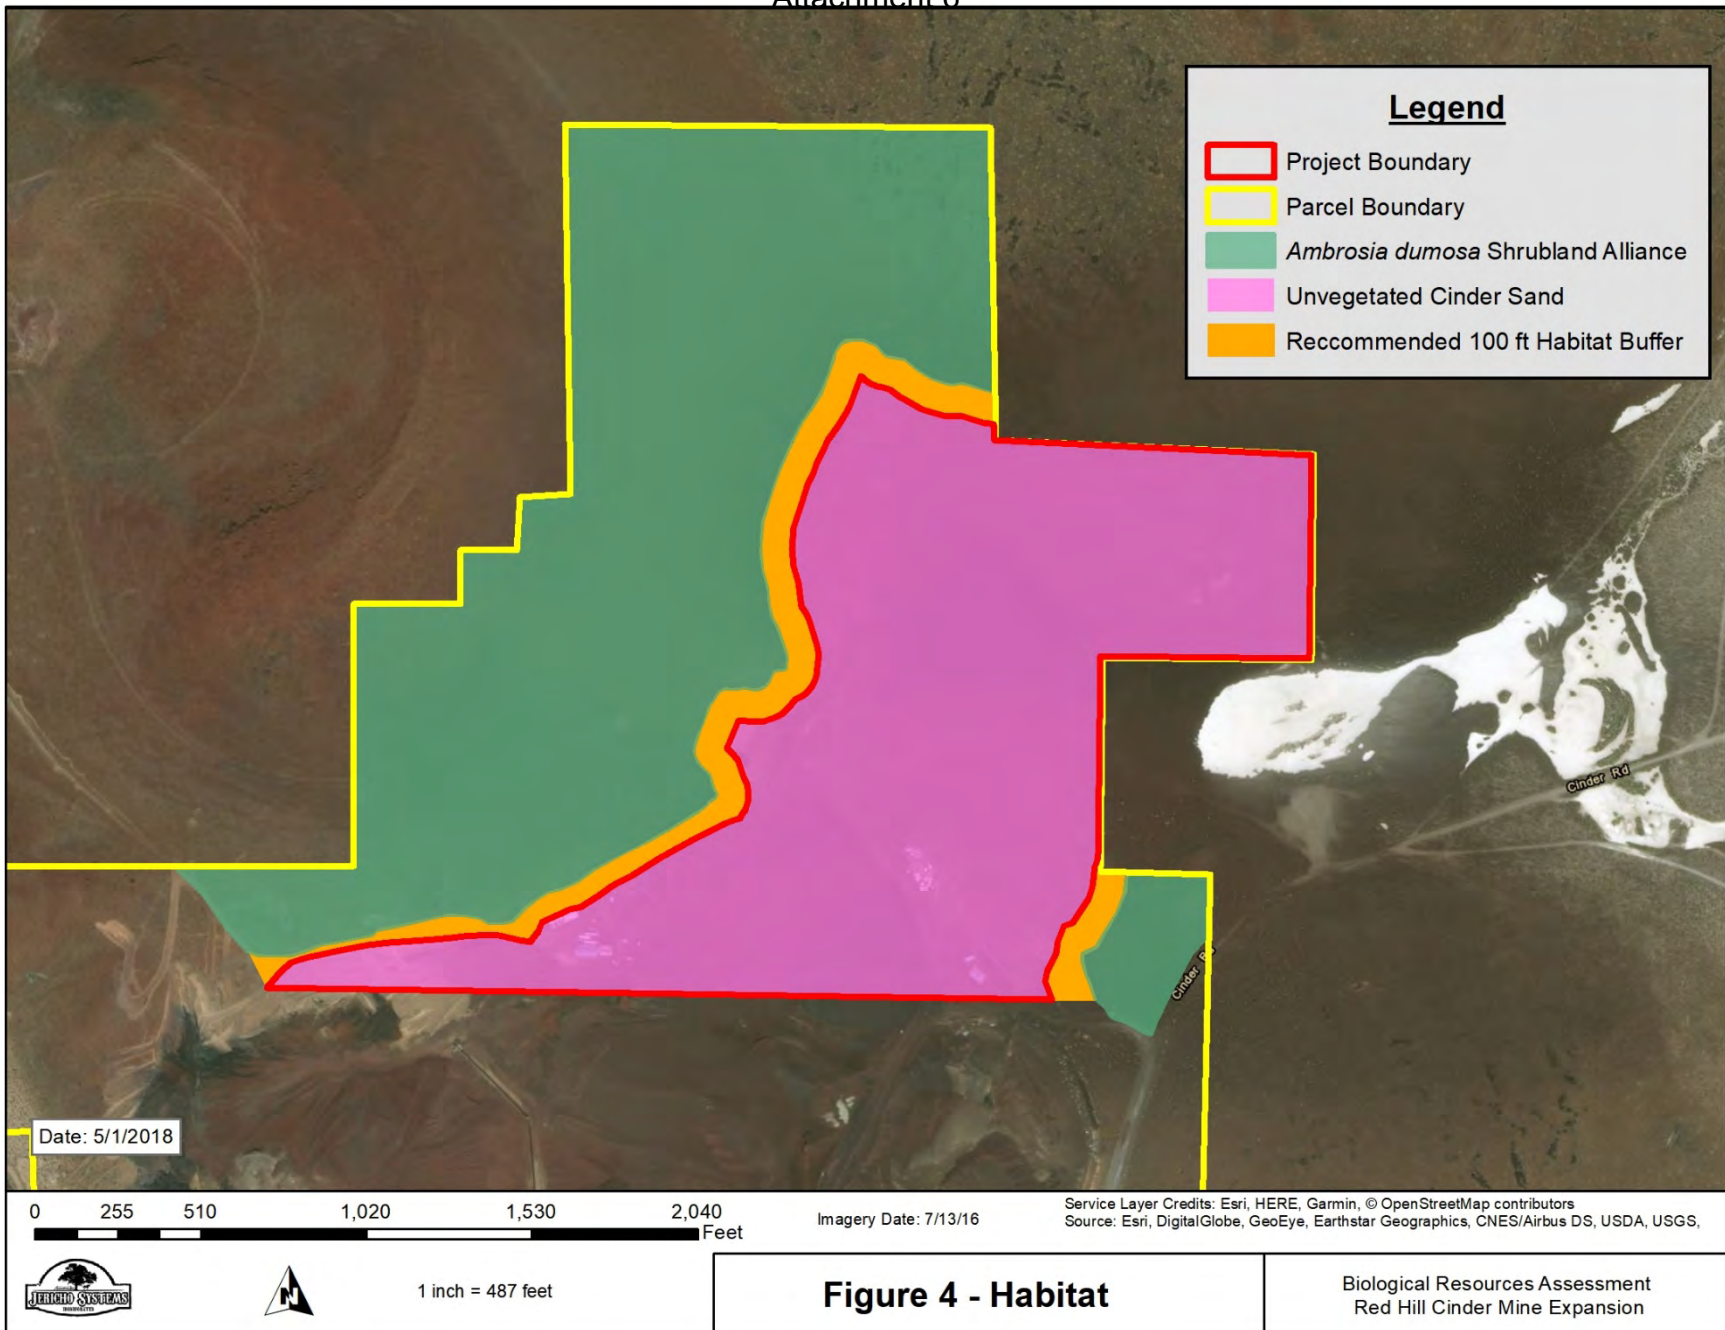 Legend
Project Boundary
Parcel Boundary
Ambrosia dumosa Shrubland Alliance
Unvegetated Cinder Sand
Reccommended 100 ft Habitat Buffer
Cinder Rd
Cinder Rd
Date: 5/1/2018
0 255 510 1,020 1,530 2,040
Feet
Imagery Date: 7/13/16
Service Layer Credits: Esri, HERE, Garmin, © OpenStreetMap contributors
Source: Esri, DigitalGlobe, GeoEye, Earthstar Geographics, CNES/Airbus DS, USDA, USGS,
JERICHO SYSTEMS
INCORPORATED
N
1 inch = 487 feet
Figure 4 - Habitat
Biological Resources Assessment
Red Hill Cinder Mine Expansion